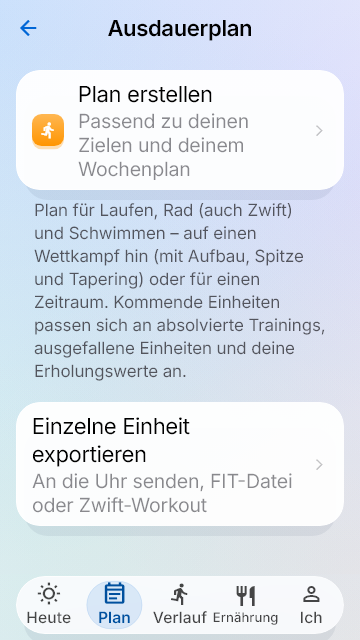 Ausdauerplan
Plan erstellen
Passend zu deinen
Zielen und deinem
Wochenplan
Plan für Laufen, Rad (auch Zwift)
und Schwimmen – auf einen
Wettkampf hin (mit Aufbau, Spitze
und Tapering) oder für einen
Zeitraum. Kommende Einheiten
passen sich an absolvierte Trainings,
ausgefallene Einheiten und deine
Erholungswerte an.
Einzelne Einheit
exportieren
An die Uhr senden, FIT-Datei
oder Zwift-Workout
Heute Plan Verlauf Ernährung Ich